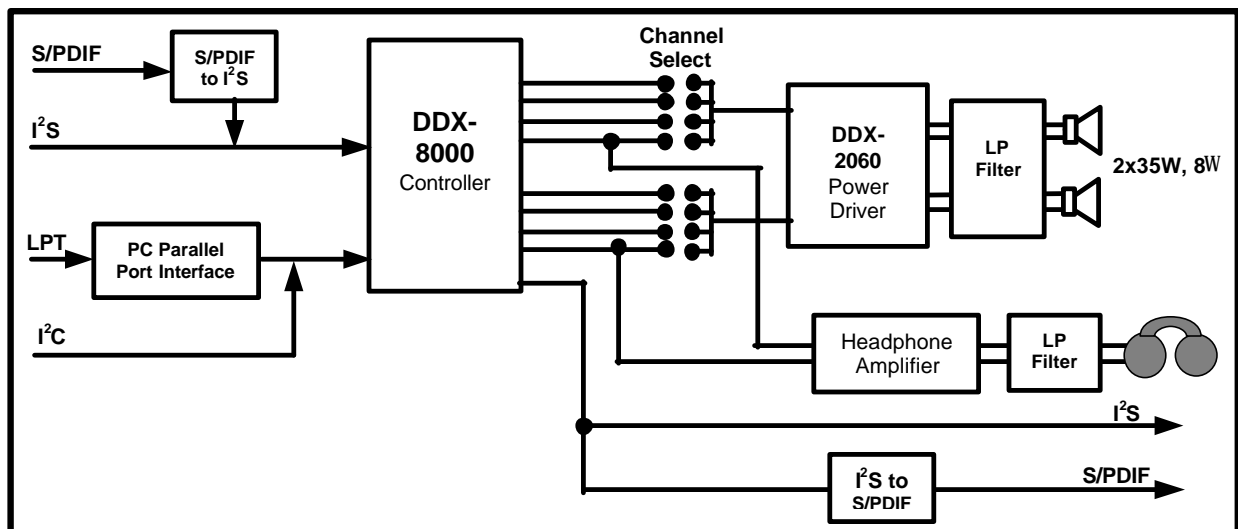 S/PDIF
S/PDIF
to I²S
I²S
LPT
PC Parallel
Port Interface
I²C
DDX-
8000
Controller
Channel
Select
DDX-
2060
Power
Driver
LP
Filter
2x35W, 8W
Headphone
Amplifier
LP
Filter
I²S
I²S to
S/PDIF
S/PDIF